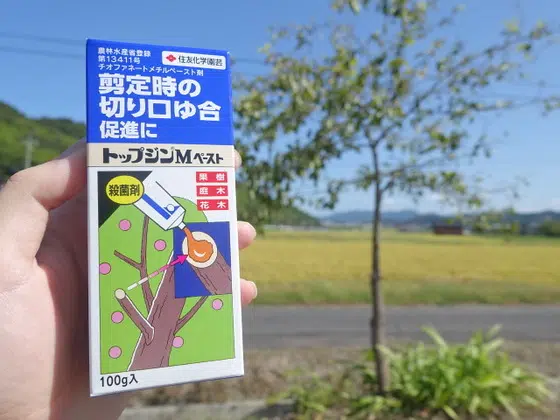 農林水産省登録
第13411号
チオファネートメチルペースト剤
住友化学園芸
剪定時の
切り口ゆ合
促進に
トップジンMペースト
殺菌剤
果樹
庭木
花木
100g入